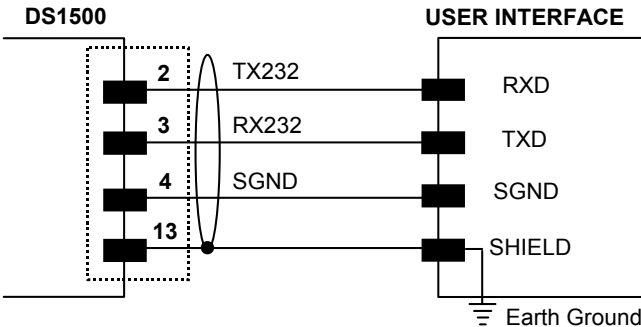 DS1500 USER INTERFACE
2 TX232 RXD
3 RX232 TXD
4 SGND SGND
13 SHIELD
Earth Ground